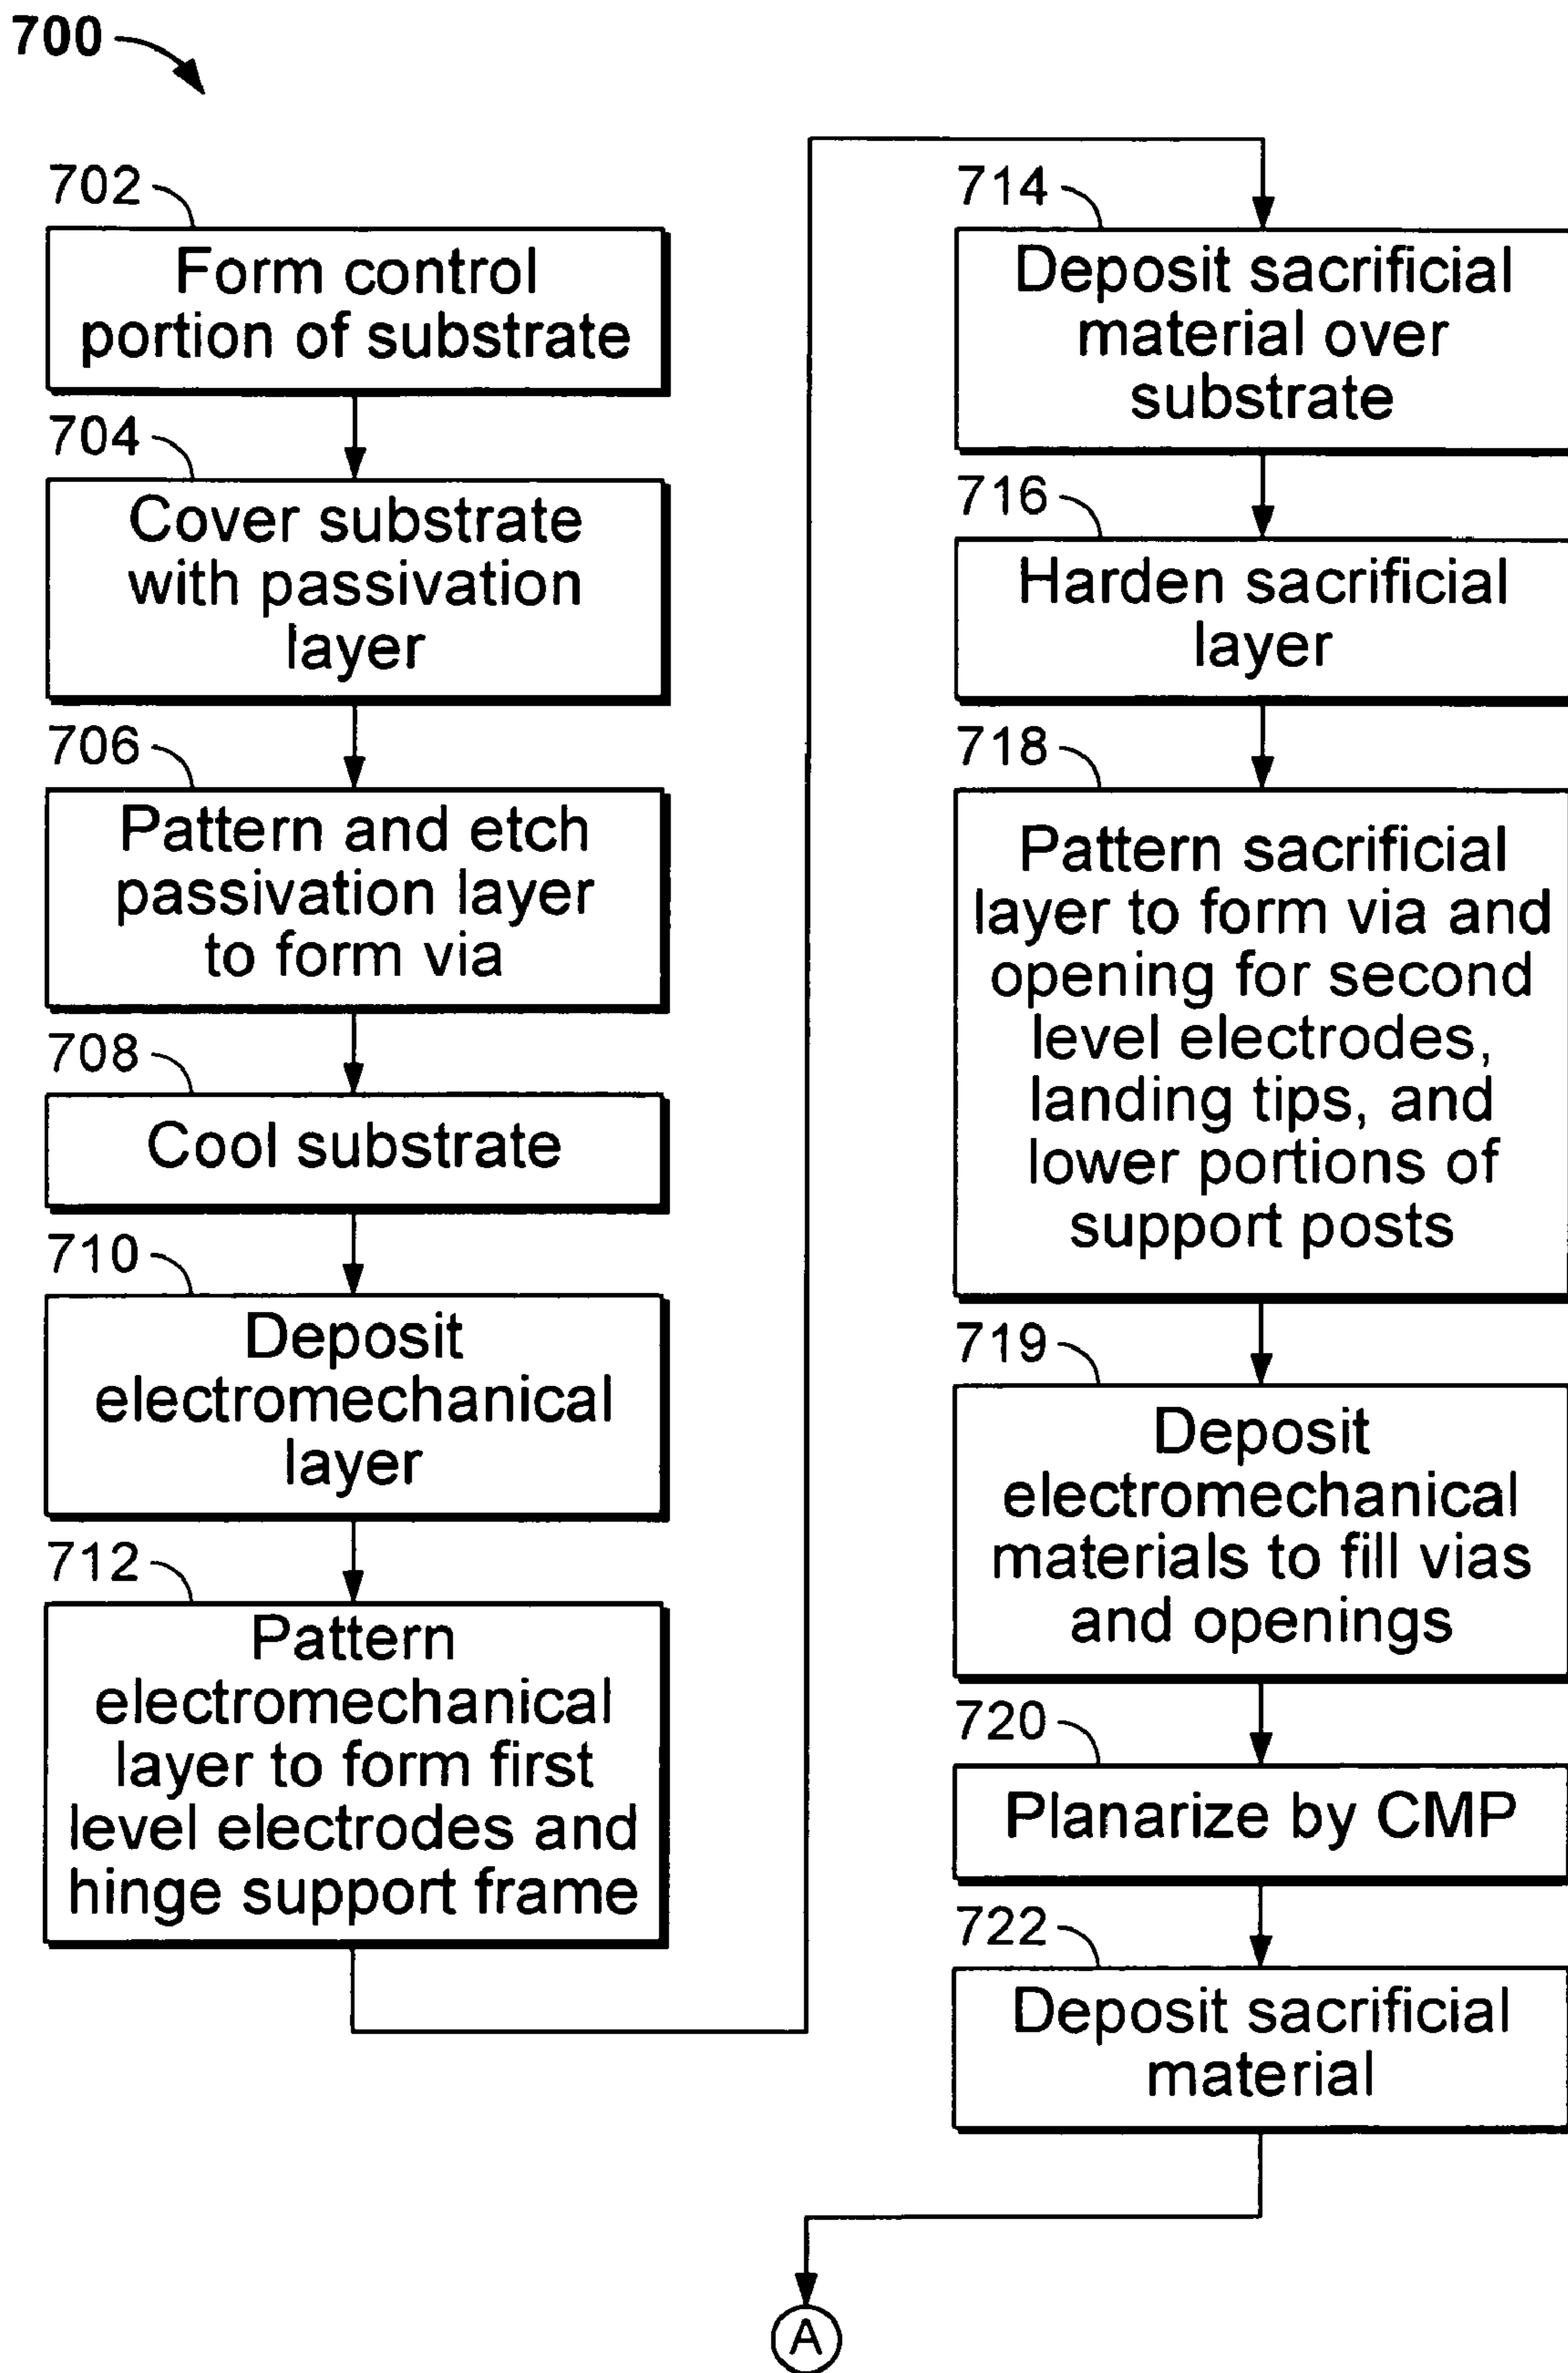 700
702
Form control
portion of substrate
704
Cover substrate
with passivation
layer
706
Pattern and etch
passivation layer
to form via
708
Cool substrate
710
Deposit
electromechanical
layer
712
Pattern
electromechanical
layer to form first
level electrodes and
hinge support frame
714
Deposit sacrificial
material over
substrate
716
Harden sacrificial
layer
718
Pattern sacrificial
layer to form via and
opening for second
level electrodes,
landing tips, and
lower portions of
support posts
719
Deposit
electromechanical
materials to fill vias
and openings
720
Planarize by CMP
722
Deposit sacrificial
material
A